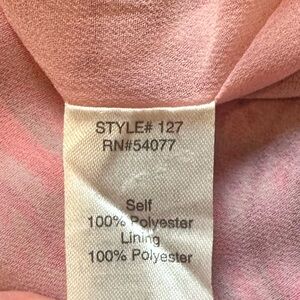 STYLE# 127
RN#54077
Self
100% Polyester
Lining
100% Polyester